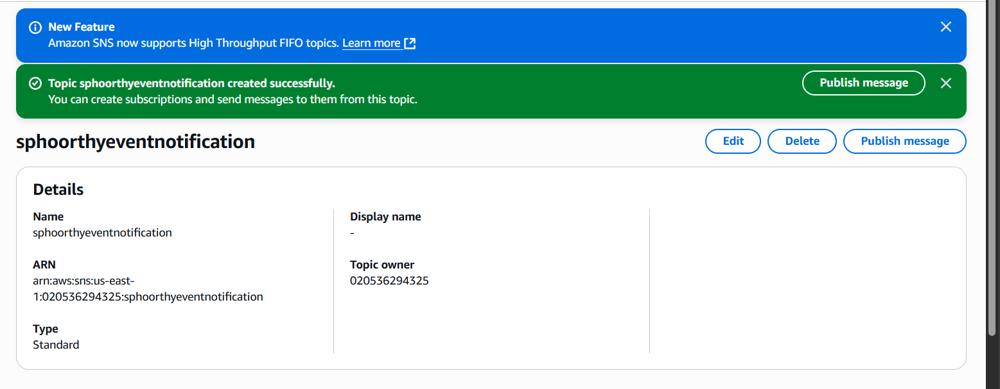 New Feature
Amazon SNS now supports High Throughput FIFO topics. Learn more
Topic sphoorthyeventnotification created successfully.
You can create subscriptions and send messages to them from this topic.
Publish message
sphoorthyeventnotification
Edit
Delete
Publish message
Details
Name
sphoorthyeventnotification
ARN
arn:aws:sns:us-east-
1:020536294325:sphoorthyeventnotification
Type
Standard
Display name
-
Topic owner
020536294325